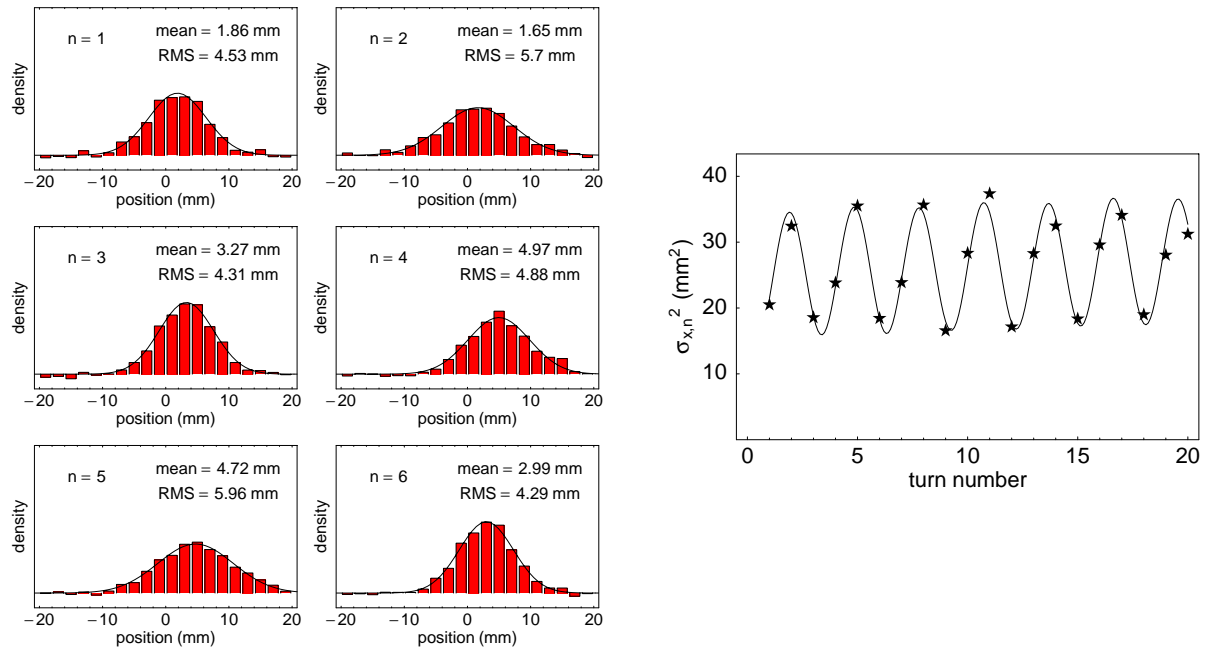 n = 1
mean = 1.86 mm
RMS = 4.53 mm
density
−20 −10 0 10 20
position (mm)
n = 2
mean = 1.65 mm
RMS = 5.7 mm
density
−20 −10 0 10 20
position (mm)
n = 3
mean = 3.27 mm
RMS = 4.31 mm
density
−20 −10 0 10 20
position (mm)
n = 4
mean = 4.97 mm
RMS = 4.88 mm
density
−20 −10 0 10 20
position (mm)
n = 5
mean = 4.72 mm
RMS = 5.96 mm
density
−20 −10 0 10 20
position (mm)
n = 6
mean = 2.99 mm
RMS = 4.29 mm
density
−20 −10 0 10 20
position (mm)
σx,n² (mm²)
40
30
20
10
0 5 10 15 20
turn number